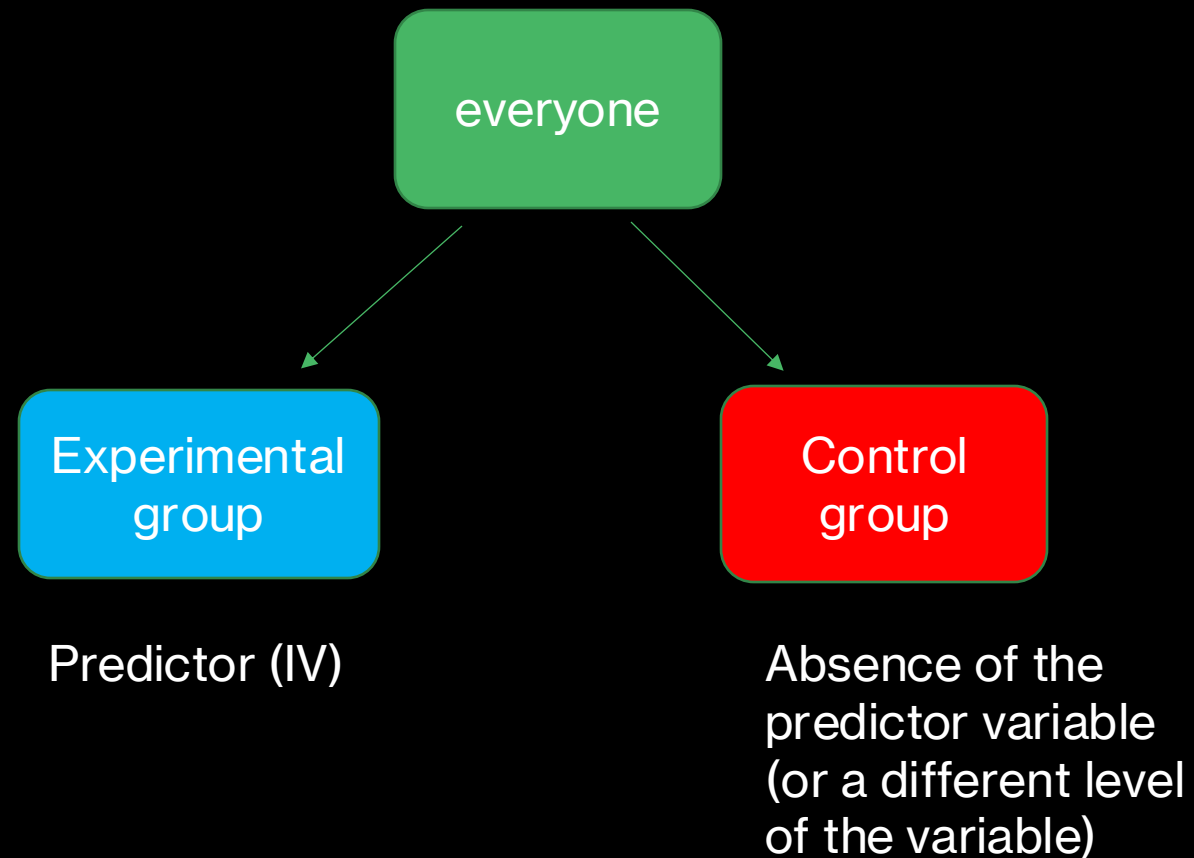 everyone
Experimental
group
Control
group
Predictor (IV)
Absence of the
predictor variable
(or a different level
of the variable)